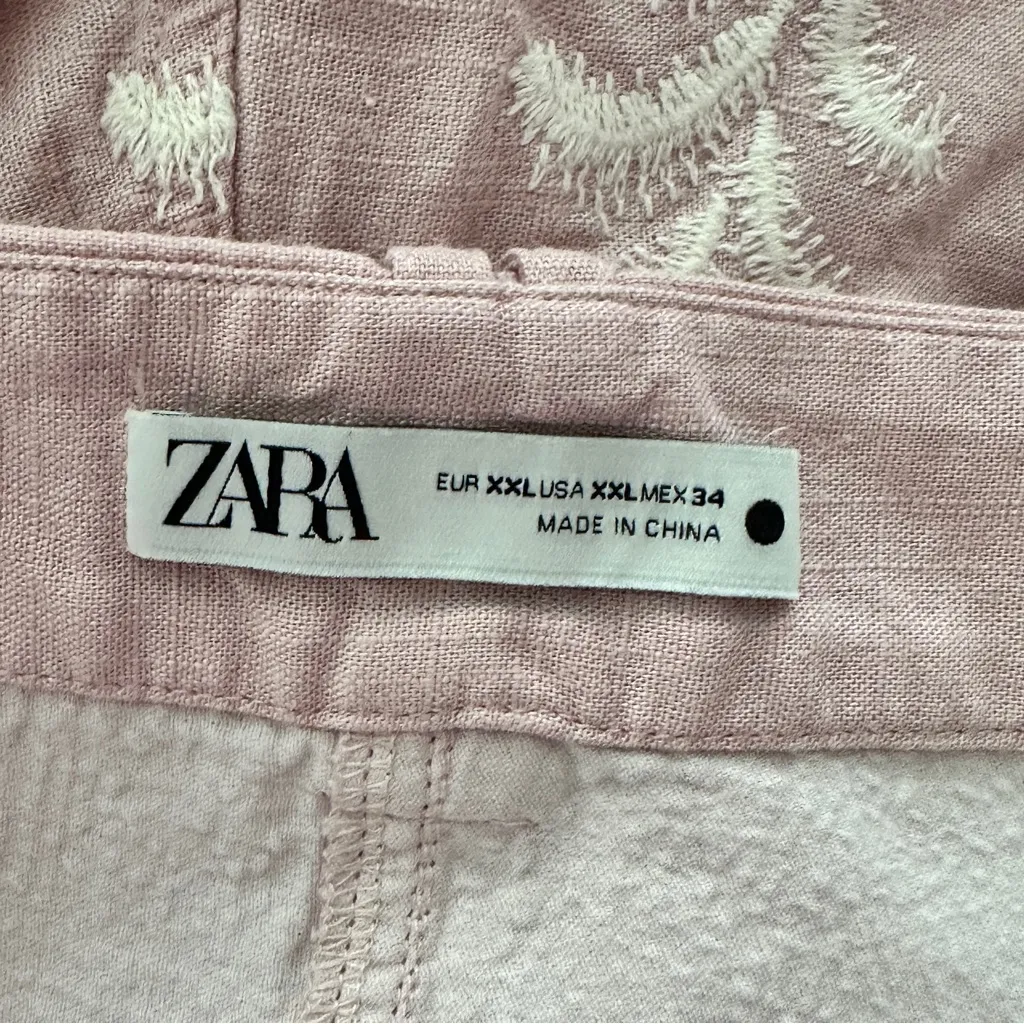 ZARA
EUR XXL USA XXL MEX 34
MADE IN CHINA